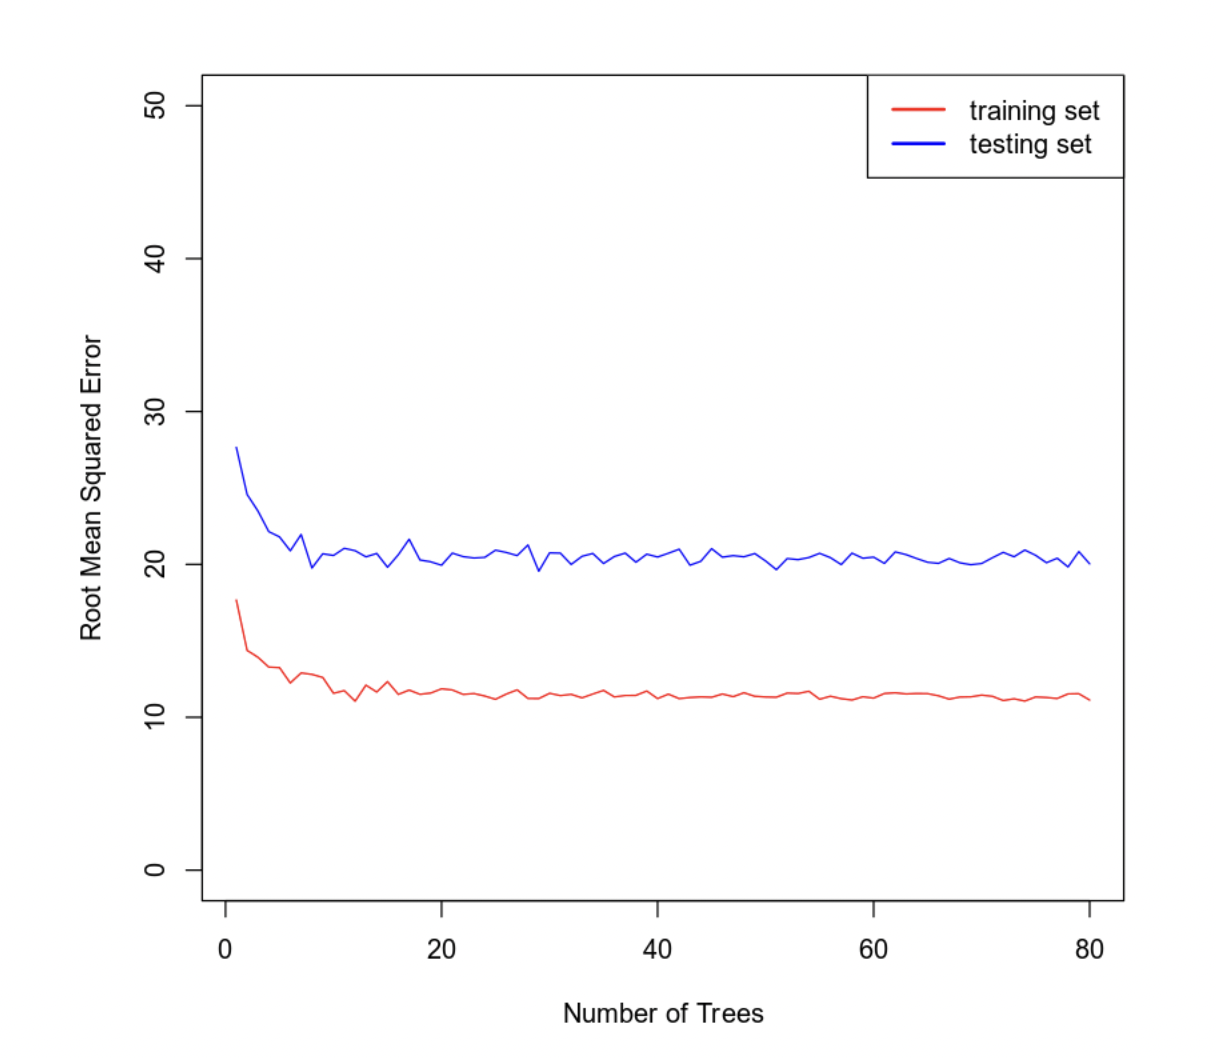 training set
testing set
Root Mean Squared Error
50
40
30
20
10
0
0 20 40 60 80
Number of Trees